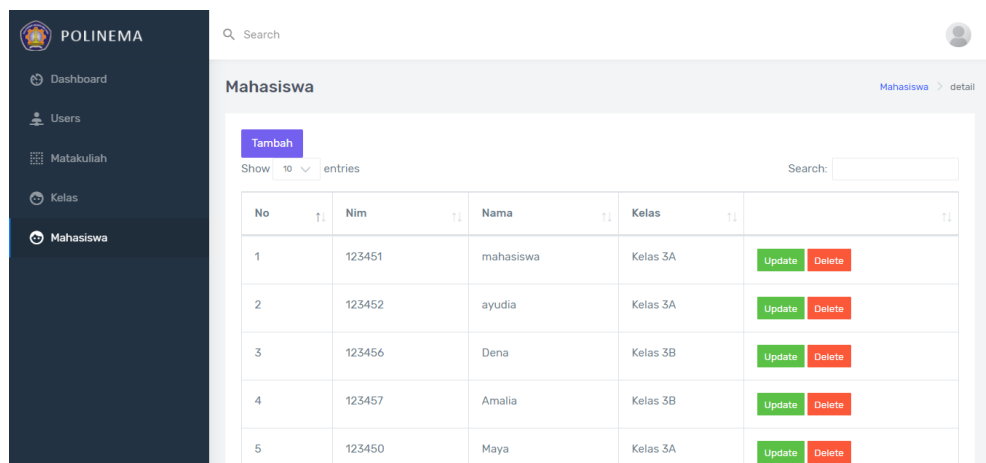 POLINEMA
Search
Dashboard
Users
Matakuliah
Kelas
Mahasiswa
Mahasiswa
Mahasiswa > detail
Tambah
Show 10 entries
Search:
No Nim Nama Kelas
1 123451 mahasiswa Kelas 3A Update Delete
2 123452 ayudia Kelas 3A Update Delete
3 123456 Dena Kelas 3B Update Delete
4 123457 Amalia Kelas 3B Update Delete
5 123450 Maya Kelas 3A Update Delete